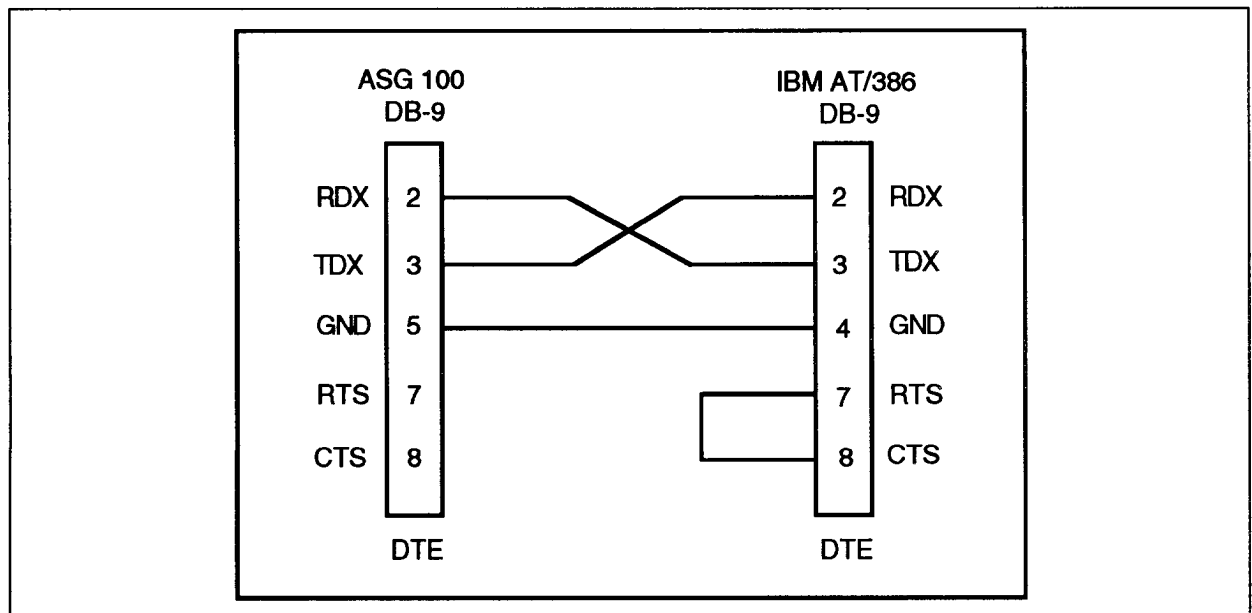 ASG 100
DB-9
IBM AT/386
DB-9
RDX 2 2 RDX
TDX 3 3 TDX
GND 5 4 GND
RTS 7 7 RTS
CTS 8 8 CTS
DTE DTE